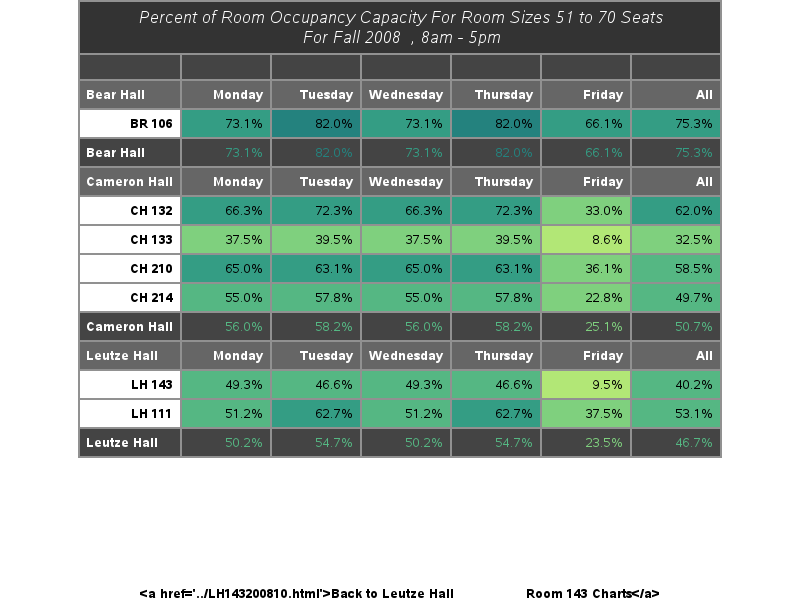 Percent of Room Occupancy Capacity For Room Sizes 51 to 70 Seats
For Fall 2008 , 8am - 5pm
Bear Hall Monday Tuesday Wednesday Thursday Friday All
BR 106 73.1% 82.0% 73.1% 82.0% 66.1% 75.3%
Bear Hall 73.1% 82.0% 73.1% 82.0% 66.1% 75.3%
Cameron Hall Monday Tuesday Wednesday Thursday Friday All
CH 132 66.3% 72.3% 66.3% 72.3% 33.0% 62.0%
CH 133 37.5% 39.5% 37.5% 39.5% 8.6% 32.5%
CH 210 65.0% 63.1% 65.0% 63.1% 36.1% 58.5%
CH 214 55.0% 57.8% 55.0% 57.8% 22.8% 49.7%
Cameron Hall 56.0% 58.2% 56.0% 58.2% 25.1% 50.7%
Leutze Hall Monday Tuesday Wednesday Thursday Friday All
LH 143 49.3% 46.6% 49.3% 46.6% 9.5% 40.2%
LH 111 51.2% 62.7% 51.2% 62.7% 37.5% 53.1%
Leutze Hall 50.2% 54.7% 50.2% 54.7% 23.5% 46.7%
<a href='../LH143200810.html'>Back to Leutze Hall Room 143 Charts</a>